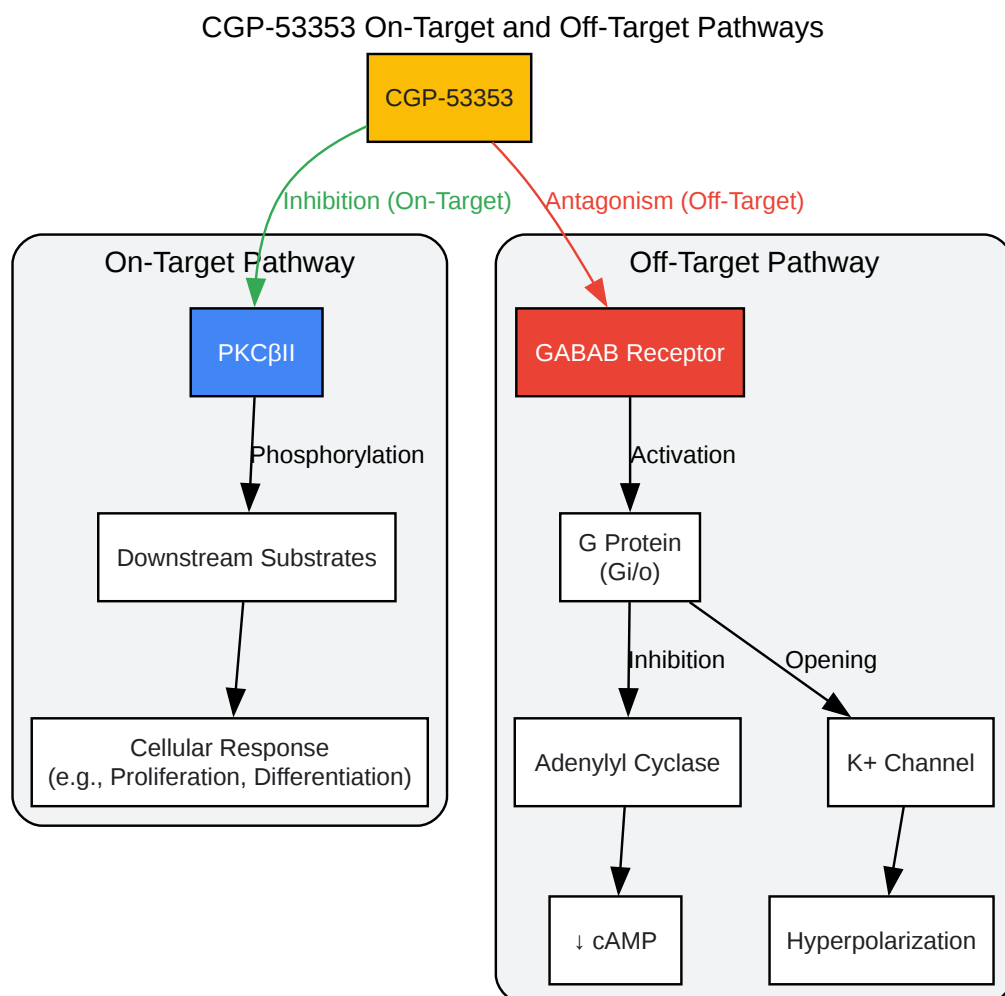 CGP-53353 On-Target and Off-Target Pathways
CGP-53353
Inhibition (On-Target)
Antagonism (Off-Target)
On-Target Pathway
PKCβII
Phosphorylation
Downstream Substrates
Cellular Response
(e.g., Proliferation, Differentiation)
Off-Target Pathway
GABAB Receptor
Activation
G Protein
(Gi/o)
Inhibition
Opening
Adenylyl Cyclase
K+ Channel
↓ cAMP
Hyperpolarization